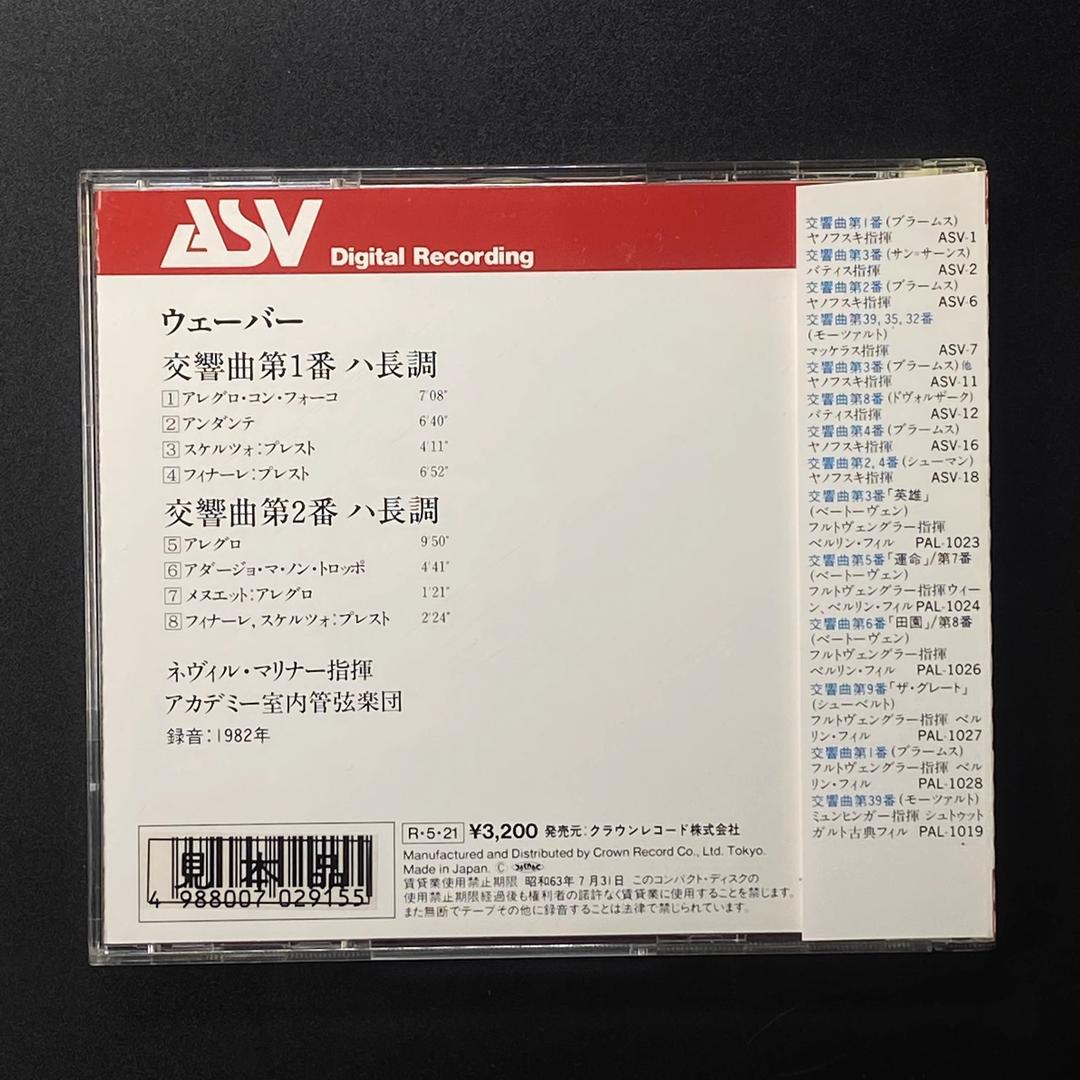 ASV
Digital Recording
ウェーバー
交響曲第1番 ハ長調
1 アレグロ・コン・フォーコ 7′08″
2 アンダンテ 6′40″
3 スケルツォ:プレスト 4′11″
4 フィナーレ:プレスト 6′52″
交響曲第2番 ハ長調
5 アレグロ 9′50″
6 アダージョ・マ・ノン・トロッポ 4′41″
7 メヌエット:アレグロ 1′21″
8 フィナーレ, スケルツォ:プレスト 2′24″
ネヴィル・マリナー指揮
アカデミー室内管弦楽団
録音:1982年
見本品
4 988007 029155
R・5・21 ¥3,200 発売元:クラウンレコード株式会社
Manufactured and Distributed by Crown Record Co., Ltd. Tokyo.
Made in Japan. Ⓒ
賃貸業使用禁止期限 昭和63年7月31日 このコンパクト・ディスクの
使用禁止期限経過後も権利者の諾許なく賃貸業に使用することを禁じます。
また無断でテープその他に録音することは法律で禁じられています。
交響曲第1番(ブラームス)
ヤノフスキ指揮 ASV-1
交響曲第3番(サン=サーンス)
バティス指揮 ASV-2
交響曲第2番(ブラームス)
ヤノフスキ指揮 ASV-6
交響曲第39, 35, 32番
(モーツァルト)
マッケラス指揮 ASV-7
交響曲第3番(ブラームス)他
ヤノフスキ指揮 ASV-11
交響曲第8番(ドヴォルザーク)
バティス指揮 ASV-12
交響曲第4番(ブラームス)
ヤノフスキ指揮 ASV-16
交響曲第2, 4番(シューマン)
ヤノフスキ指揮 ASV-18
交響曲第3番「英雄」
(ベートーヴェン)
フルトヴェングラー指揮
ベルリン・フィル PAL-1023
交響曲第5番「運命」/第7番
(ベートーヴェン)
フルトヴェングラー指揮ウィー
ン、ベルリン・フィル PAL-1024
交響曲第6番「田園」/第8番
(ベートーヴェン)
フルトヴェングラー指揮
ベルリン・フィル PAL-1026
交響曲第9番「ザ・グレート」
(シューベルト)
フルトヴェングラー指揮 ベル
リン・フィル PAL-1027
交響曲第1番(ブラームス)
フルトヴェングラー指揮 ベル
リン・フィル PAL-1028
交響曲第39番(モーツァルト)
ミュンヒンガー指揮 シュトゥット
ガルト古典フィル PAL-1019